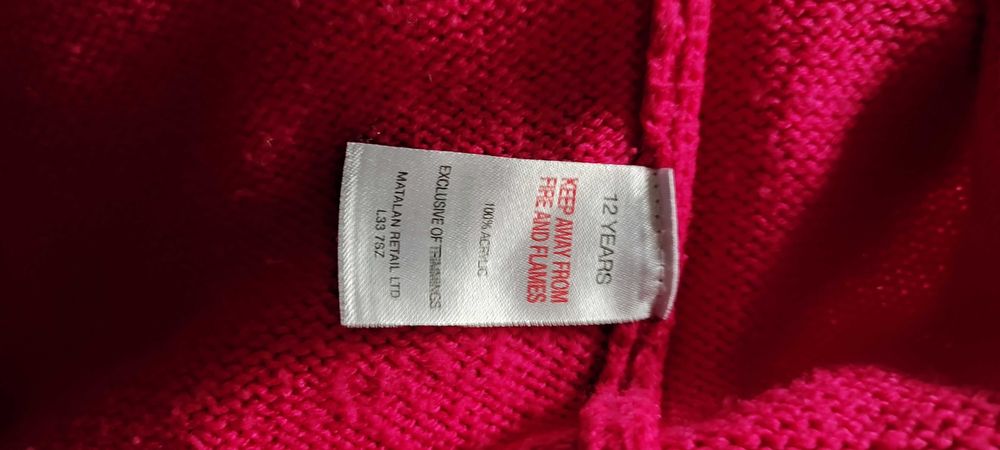 12 YEARS
KEEP AWAY FROM
FIRE AND FLAMES
100% ACRYLIC
EXCLUSIVE OF TRIMMINGS
MATALAN RETAIL LTD
L33 7SZ